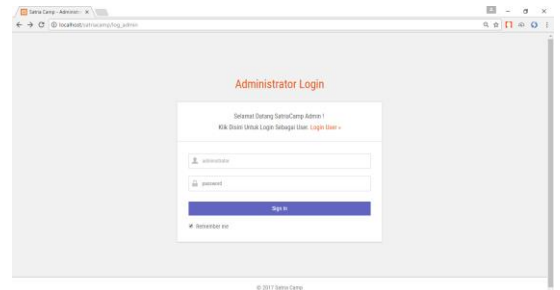 Satria Camp - Administr
localhost/satriacamp/log_admin
Administrator Login
Selamat Datang SatriaCamp Admin !
Klik Disini Untuk Login Sebagai User. Login User »
administrator
password
Sign in
Remember me
© 2017 Satria Camp